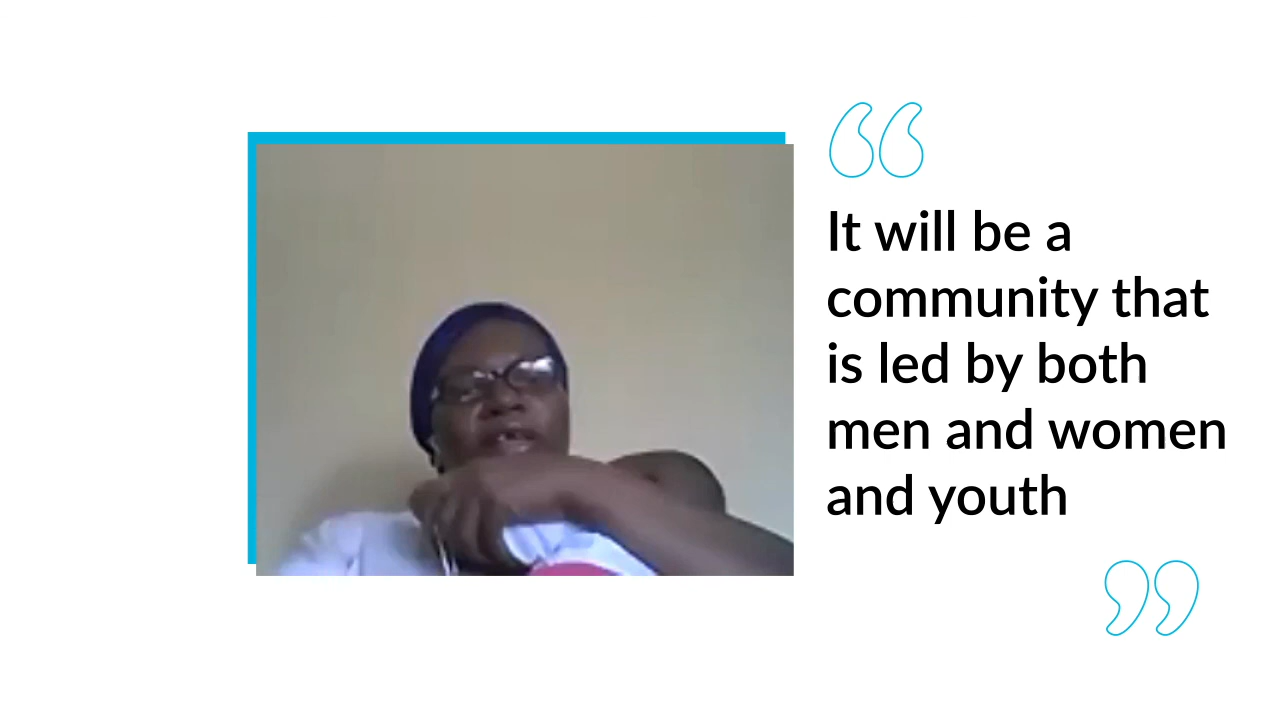 “
It will be a
community that
is led by both
men and women
and youth
”